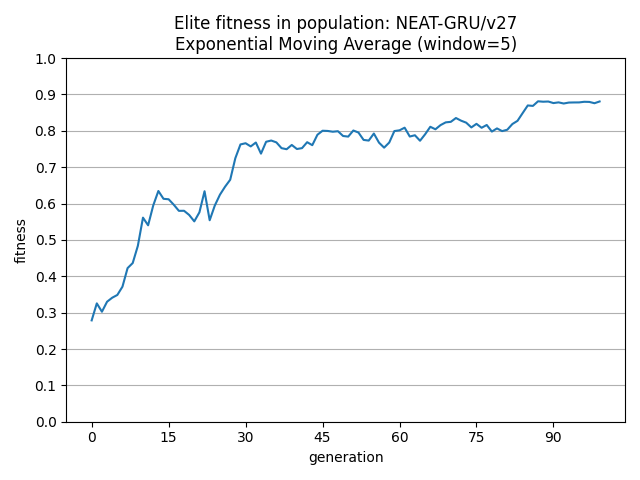 Elite fitness in population: NEAT-GRU/v27
Exponential Moving Average (window=5)
1.0
0.9
0.8
0.7
0.6
0.5
0.4
0.3
0.2
0.1
0.0
fitness
0 15 30 45 60 75 90
generation